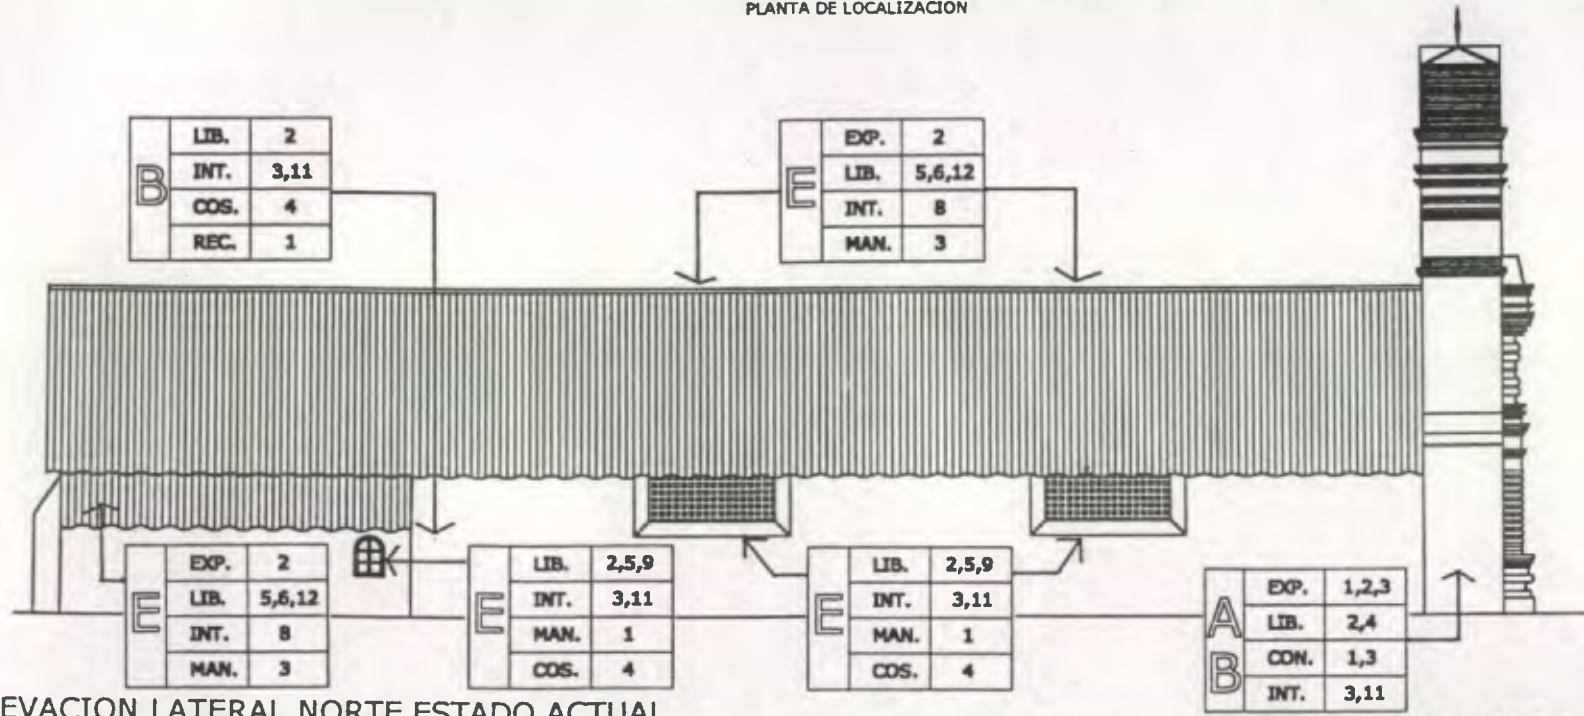 PLANTA DE LOCALIZACION
B
LIB. 2
INT. 3,11
COS. 4
REC. 1
E
EXP. 2
LIB. 5,6,12
INT. 8
MAN. 3
E
EXP. 2
LIB. 5,6,12
INT. 8
MAN. 3
E
LIB. 2,5,9
INT. 3,11
MAN. 1
COS. 4
E
LIB. 2,5,9
INT. 3,11
MAN. 1
COS. 4
A
B
EXP. 1,2,3
LIB. 2,4
CON. 1,3
INT. 3,11
EVACION LATERAL NORTE ESTADO ACTUAL